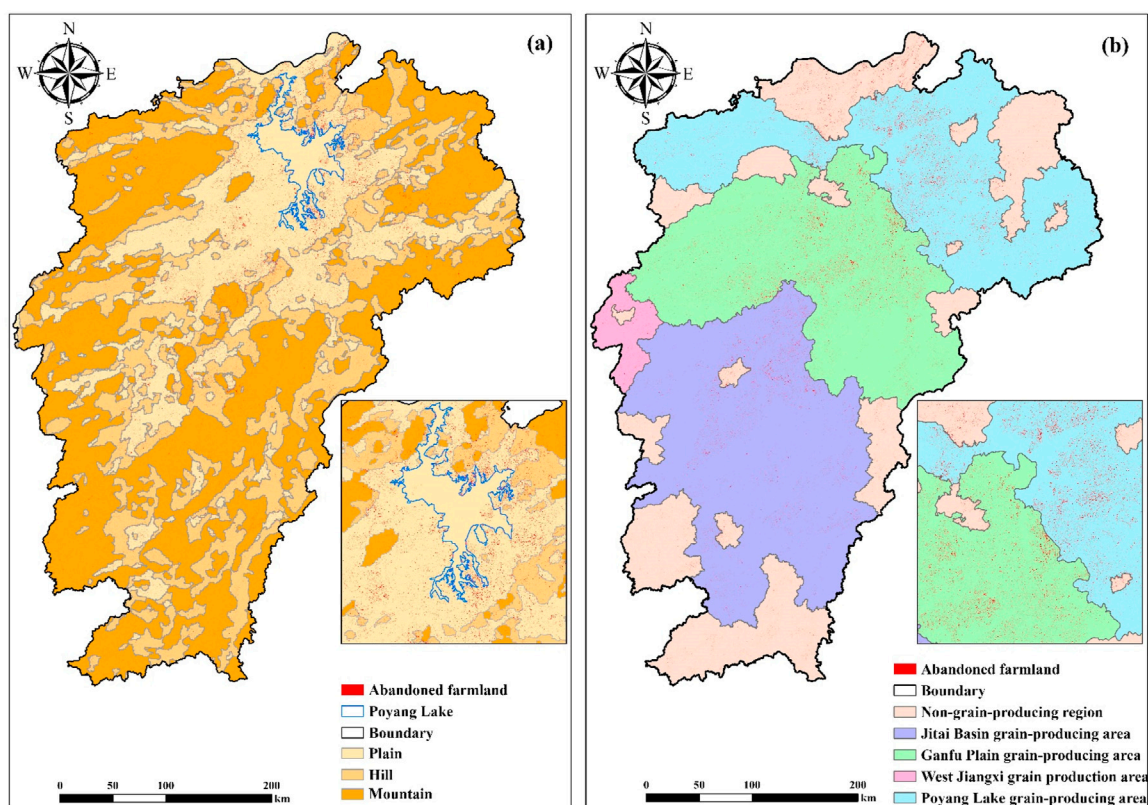 (a)
N
W E
S
Abandoned farmland
Poyang Lake
Boundary
Plain
Hill
Mountain
0 50 100 200
km
(b)
N
W E
S
Abandoned farmland
Boundary
Non-grain-producing region
Jitai Basin grain-producing area
Ganfu Plain grain-producing area
West Jiangxi grain production area
Poyang Lake grain-producing area
0 50 100 200
km